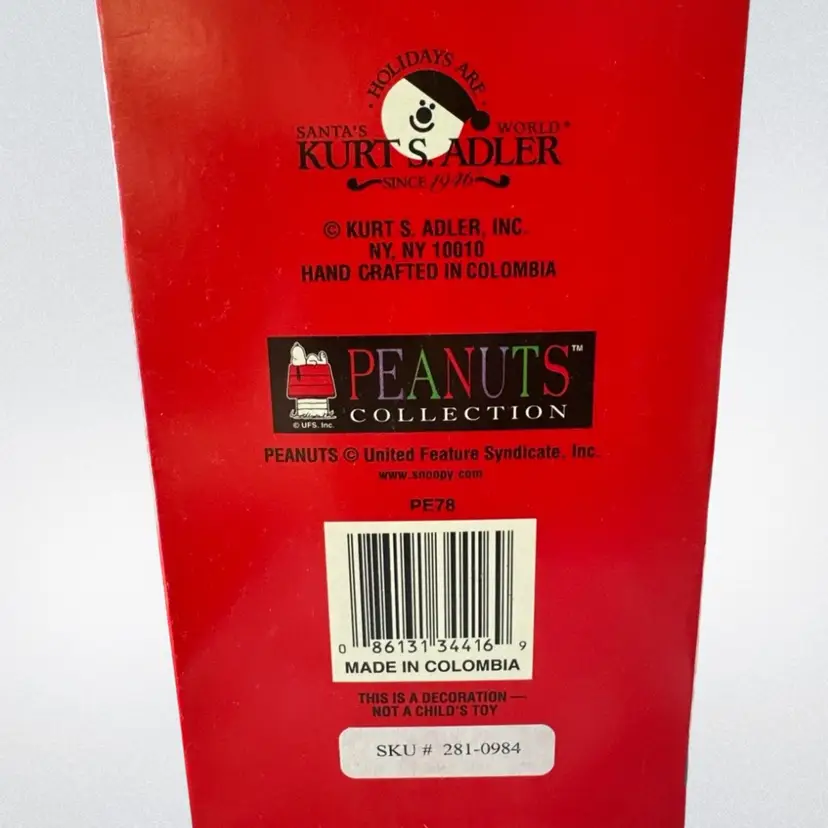 · HOLIDAYS ARE ·
SANTA'S WORLD®
KURT S. ADLER
SINCE 1946
© KURT S. ADLER, INC.
NY, NY 10010
HAND CRAFTED IN COLOMBIA
PEANUTS™
COLLECTION
© UFS, Inc.
PEANUTS © United Feature Syndicate, Inc.
www.snoopy.com
PE78
0 86131 34416 9
MADE IN COLOMBIA
THIS IS A DECORATION —
NOT A CHILD'S TOY
SKU # 281-0984